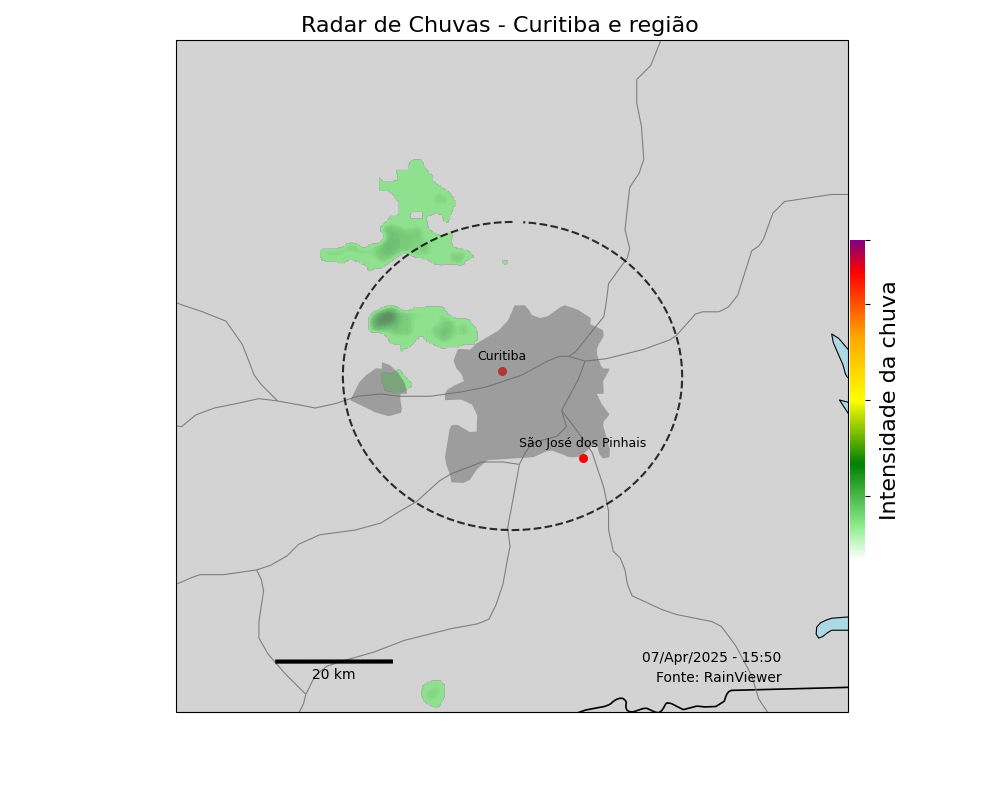 Radar de Chuvas - Curitiba e região
Curitiba
São José dos Pinhais
Intensidade da chuva
07/Apr/2025 - 15:50
Fonte: RainViewer
20 km